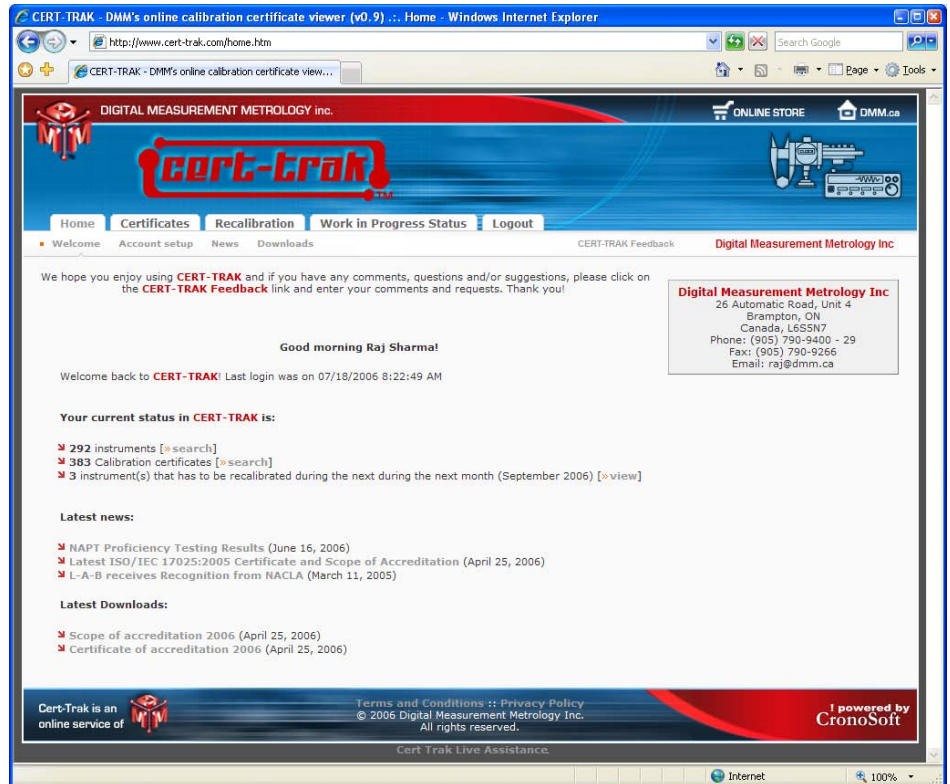 CERT-TRAK - DMM's online calibration certificate viewer (v0.9) .:. Home - Windows Internet Explorer
http://www.cert-trak.com/home.htm
Search Google
CERT-TRAK - DMM's online calibration certificate view...
Page
Tools
DIGITAL MEASUREMENT METROLOGY inc.
ONLINE STORE
DMM.ca
cert-trak
TM
Home
Certificates
Recalibration
Work in Progress Status
Logout
Welcome
Account setup
News
Downloads
CERT-TRAK Feedback
Digital Measurement Metrology Inc
We hope you enjoy using CERT-TRAK and if you have any comments, questions and/or suggestions, please click on
the CERT-TRAK Feedback link and enter your comments and requests. Thank you!
Digital Measurement Metrology Inc
26 Automatic Road, Unit 4
Brampton, ON
Canada, L6S5N7
Phone: (905) 790-9400 - 29
Fax: (905) 790-9266
Email: raj@dmm.ca
Good morning Raj Sharma!
Welcome back to CERT-TRAK! Last login was on 07/18/2006 8:22:49 AM
Your current status in CERT-TRAK is:
292 instruments [»search]
383 Calibration certificates [»search]
3 instrument(s) that has to be recalibrated during the next during the next month (September 2006) [»view]
Latest news:
NAPT Proficiency Testing Results (June 16, 2006)
Latest ISO/IEC 17025:2005 Certificate and Scope of Accreditation (April 25, 2006)
L-A-B receives Recognition from NACLA (March 11, 2005)
Latest Downloads:
Scope of accreditation 2006 (April 25, 2006)
Certificate of accreditation 2006 (April 25, 2006)
Cert-Trak is an
online service of
Terms and Conditions :: Privacy Policy
© 2006 Digital Measurement Metrology Inc.
All rights reserved.
! powered by
CronoSoft
Cert Trak Live Assistance
Internet
100%